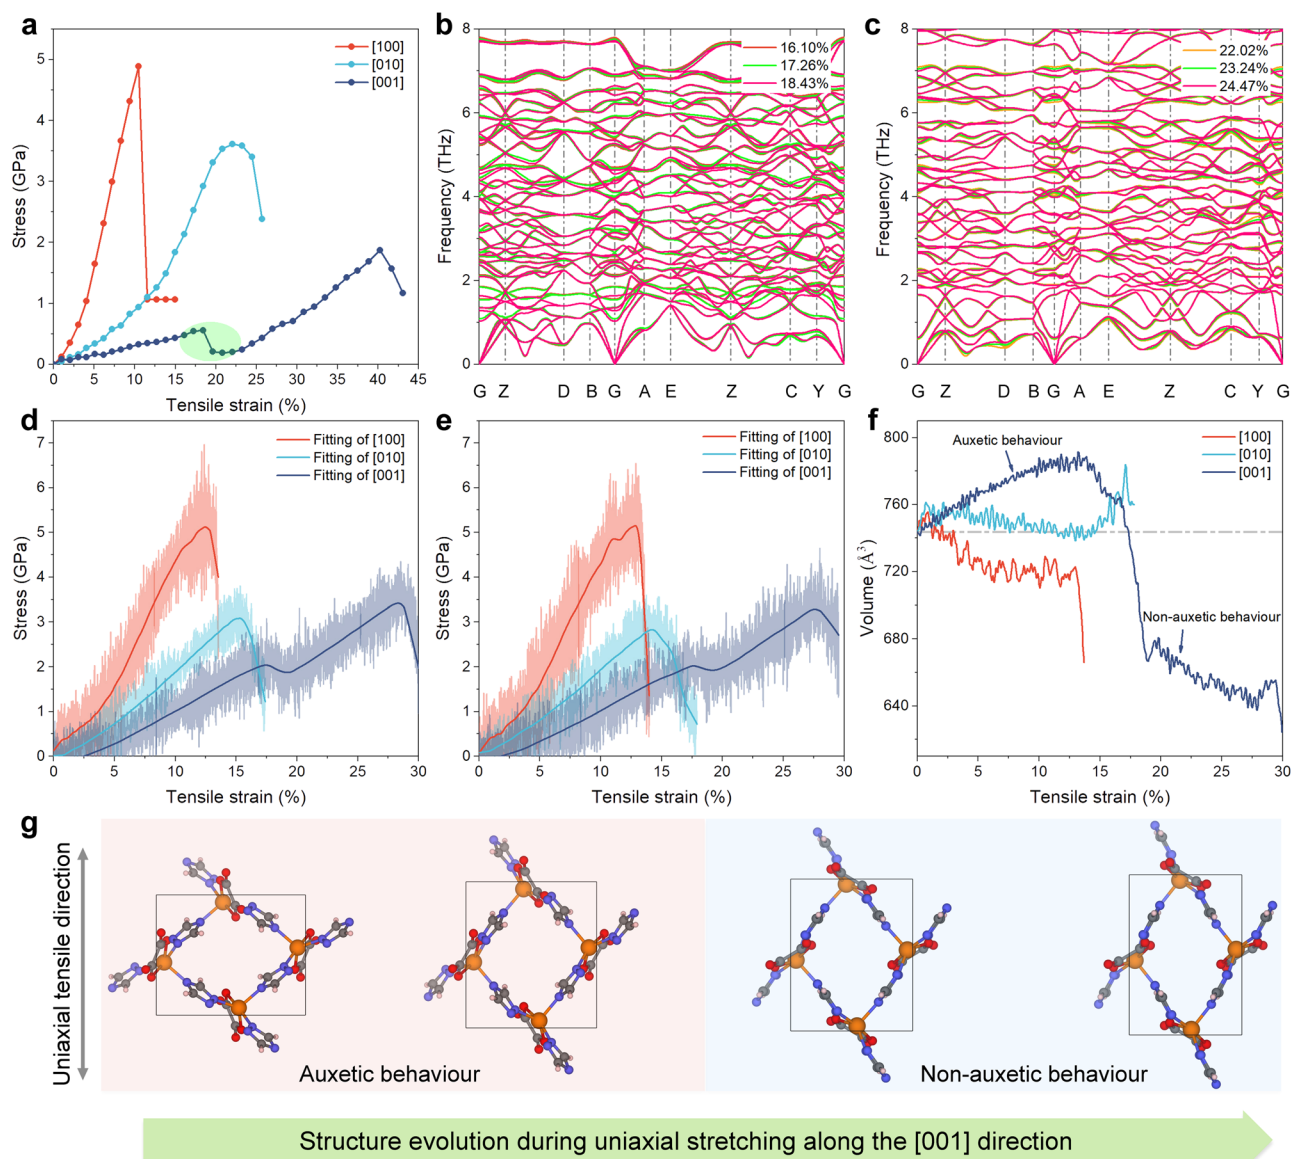 a
[100]
[010]
[001]
Stress (GPa)
5
4
3
2
1
0
0 5 10 15 20 25 30 35 40 45
Tensile strain (%)
b
16.10%
17.26%
18.43%
Frequency (THz)
8
6
4
2
0
G Z D B G A E Z C Y G
c
22.02%
23.24%
24.47%
Frequency (THz)
8
6
4
2
0
G Z D B G A E Z C Y G
d
Fitting of [100]
Fitting of [010]
Fitting of [001]
Stress (GPa)
7
6
5
4
3
2
1
0
0 5 10 15 20 25 30
Tensile strain (%)
e
Fitting of [100]
Fitting of [010]
Fitting of [001]
Stress (GPa)
7
6
5
4
3
2
1
0
0 5 10 15 20 25 30
Tensile strain (%)
f
Auxetic behaviour
[100]
[010]
[001]
Non-auxetic behaviour
Volume (Å³)
800
760
720
680
640
0 5 10 15 20 25 30
Tensile strain (%)
g
Uniaxial tensile direction
Auxetic behaviour
Non-auxetic behaviour
Structure evolution during uniaxial stretching along the [001] direction